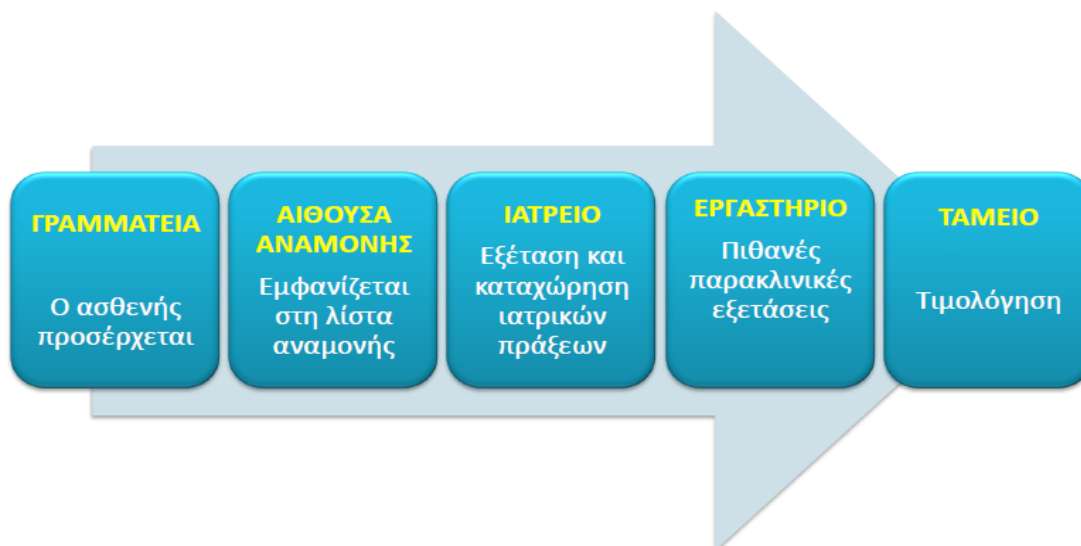 ΓΡΑΜΜΑΤΕΙΑ
Ο ασθενής
προσέρχεται
ΑΙΘΟΥΣΑ
ΑΝΑΜΟΝΗΣ
Εμφανίζεται
στη λίστα
αναμονής
ΙΑΤΡΕΙΟ
Εξέταση και
καταχώρηση
ιατρικών
πράξεων
ΕΡΓΑΣΤΗΡΙΟ
Πιθανές
παρακλινικές
εξετάσεις
ΤΑΜΕΙΟ
Τιμολόγηση